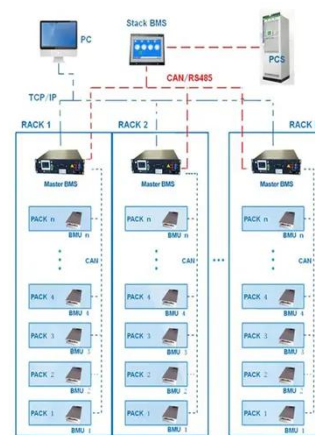 Stack BMS
PC
PCS
CAN/RS485
TCP/IP
RACK 1
RACK 2
RACK
Master BMS
Master BMS
Master BMS
PACK n
BMU n
PACK n
BMU n
PACK n
BMU n
CAN
CAN
CAN
PACK 4
BMU 4
PACK 4
BMU 4
PACK 4
BMU 4
PACK 3
BMU 3
PACK 3
BMU 3
PACK 3
BMU 3
PACK 2
BMU 2
PACK 2
BMU 2
PACK 2
BMU 2
PACK 1
BMU 1
PACK 1
BMU 1
PACK 1
BMU 1